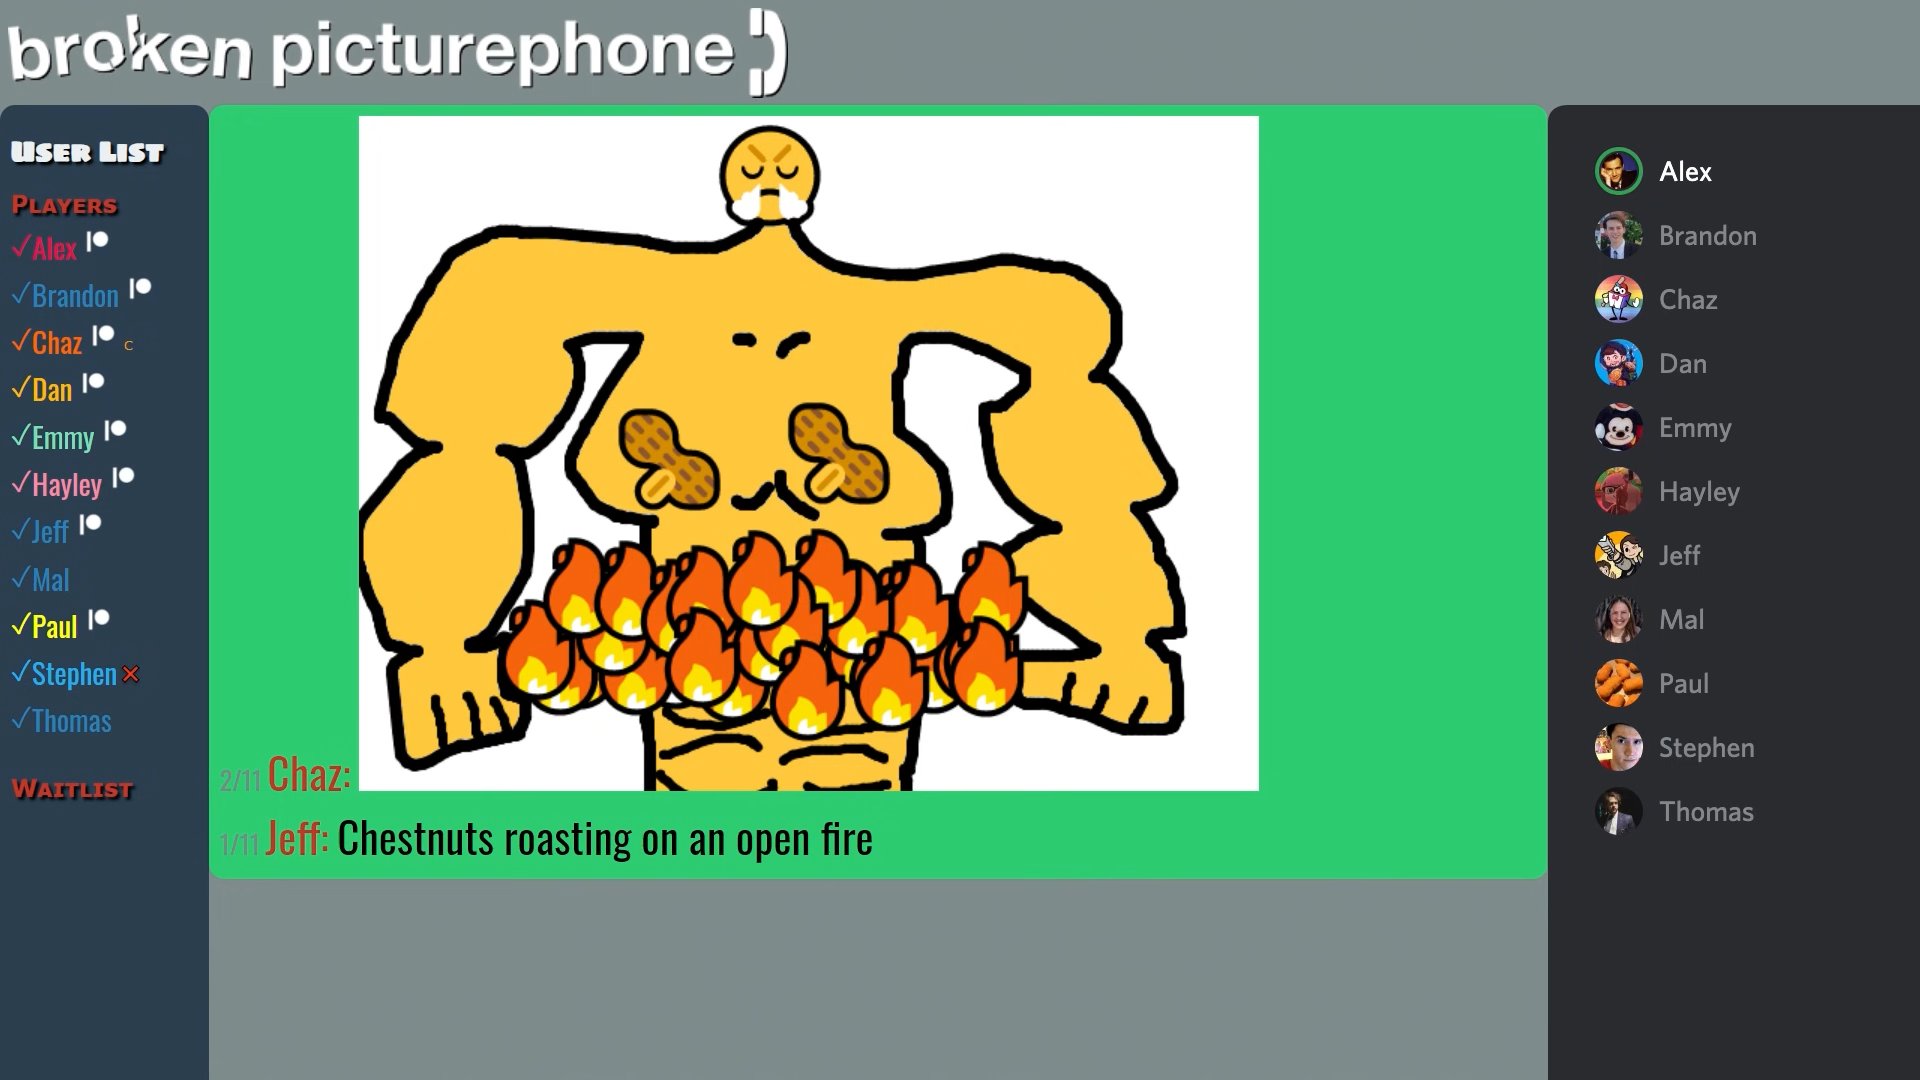 broken picturephone
User List
Players
✓Alex
✓Brandon
✓Chaz c
✓Dan
✓Emmy
✓Hayley
✓Jeff
✓Mal
✓Paul
✓Stephen ✕
✓Thomas
Waitlist
2/11 Chaz:
1/11 Jeff: Chestnuts roasting on an open fire
Alex
Brandon
Chaz
Dan
Emmy
Hayley
Jeff
Mal
Paul
Stephen
Thomas